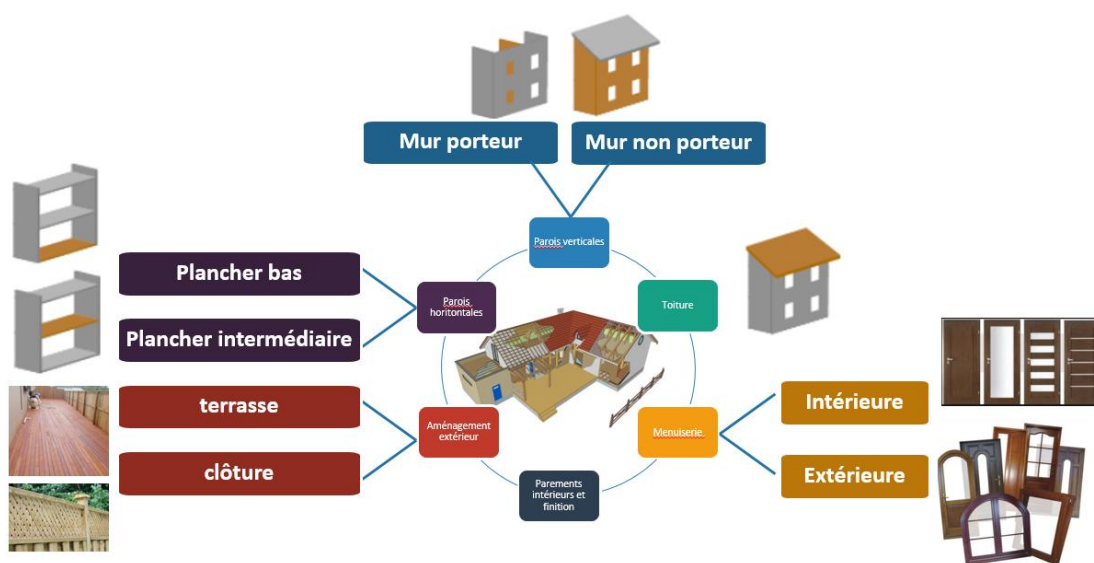 Mur porteur
Mur non porteur
Parois verticales
Plancher bas
Parois
horitontales
Toiture
Plancher intermédiaire
terrasse
Intérieure
Aménagement
extérieur
Menuiserie
clôture
Extérieure
Parements
intérieurs et
finition